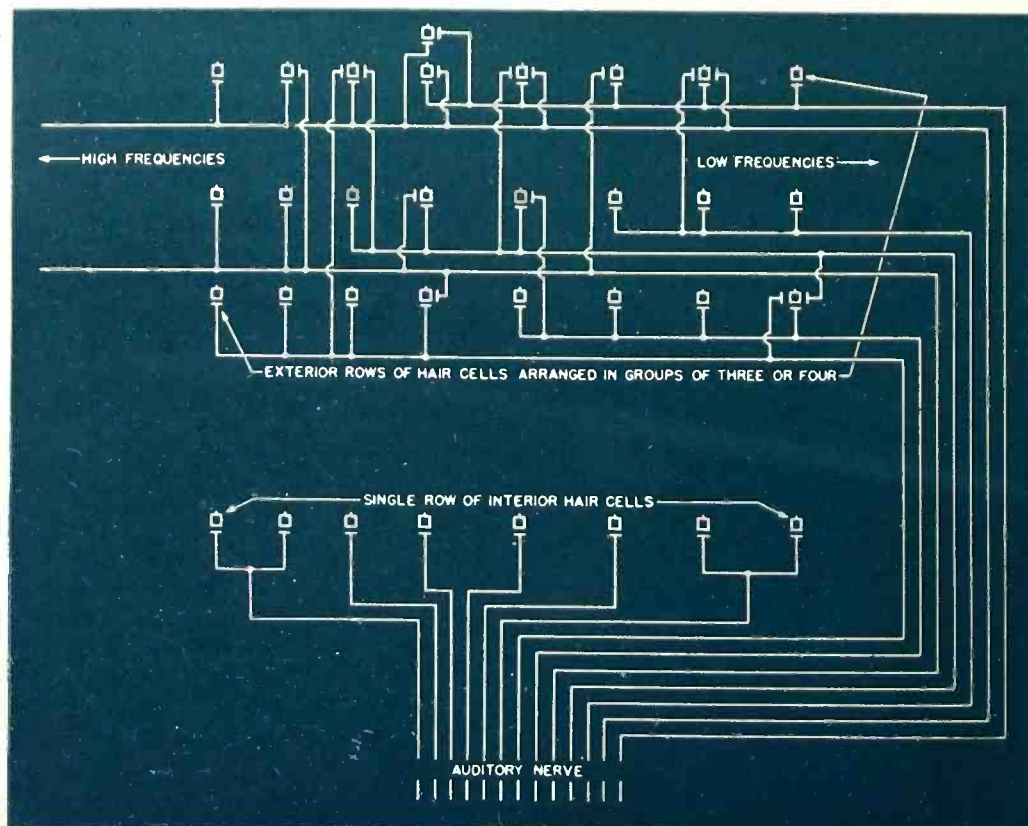 HIGH FREQUENCIES
LOW FREQUENCIES
EXTERIOR ROWS OF HAIR CELLS ARRANGED IN GROUPS OF THREE OR FOUR
SINGLE ROW OF INTERIOR HAIR CELLS
AUDITORY NERVE